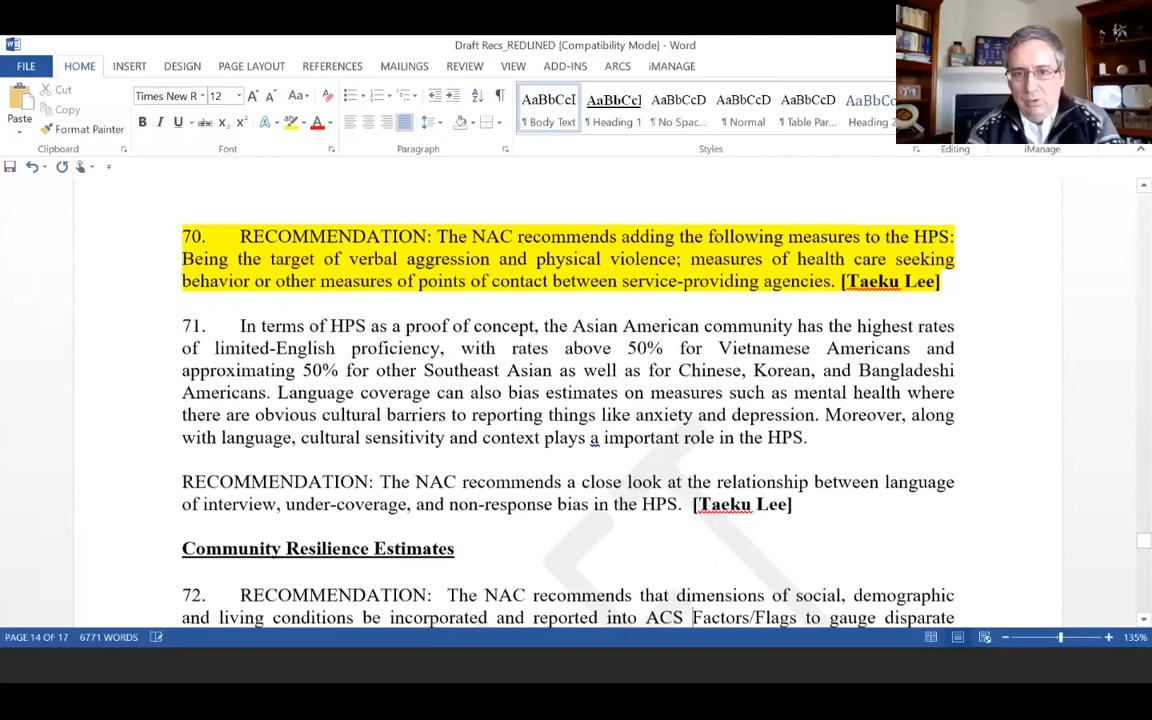 Draft Recs_REDLINED [Compatibility Mode] - Word
FILE HOME INSERT DESIGN PAGE LAYOUT REFERENCES MAILINGS REVIEW VIEW ADD-INS ARCS iMANAGE
Paste
Cut
Copy
Format Painter
Times New R 12
Aa
B I U abc X₂ X²
AaBbCcI AaBbCcl AaBbCcD AaBbCcD AaBbCcD AaBbCc
¶ Body Text ¶ Heading 1 ¶ No Spac... ¶ Normal ¶ Table Par... Heading 2
Clipboard Font Paragraph Styles Editing iManage
70. RECOMMENDATION: The NAC recommends adding the following measures to the HPS:
Being the target of verbal aggression and physical violence; measures of health care seeking
behavior or other measures of points of contact between service-providing agencies. [Taeku Lee]
71. In terms of HPS as a proof of concept, the Asian American community has the highest rates
of limited-English proficiency, with rates above 50% for Vietnamese Americans and
approximating 50% for other Southeast Asian as well as for Chinese, Korean, and Bangladeshi
Americans. Language coverage can also bias estimates on measures such as mental health where
there are obvious cultural barriers to reporting things like anxiety and depression. Moreover, along
with language, cultural sensitivity and context plays a important role in the HPS.
RECOMMENDATION: The NAC recommends a close look at the relationship between language
of interview, under-coverage, and non-response bias in the HPS. [Taeku Lee]
Community Resilience Estimates
72. RECOMMENDATION: The NAC recommends that dimensions of social, demographic
and living conditions be incorporated and reported into ACS Factors/Flags to gauge disparate
PAGE 14 OF 17 6771 WORDS 135%